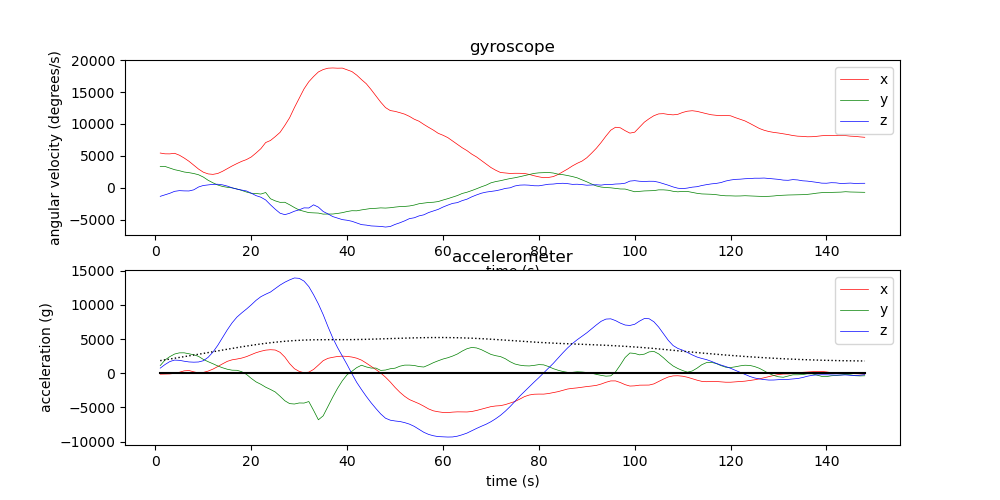 gyroscope
angular velocity (degrees/s)
20000
15000
10000
5000
0
−5000
x
y
z
0 20 40 60 80 100 120 140
time (s)
accelerometer
acceleration (g)
15000
10000
5000
0
−5000
−10000
x
y
z
0 20 40 60 80 100 120 140
time (s)